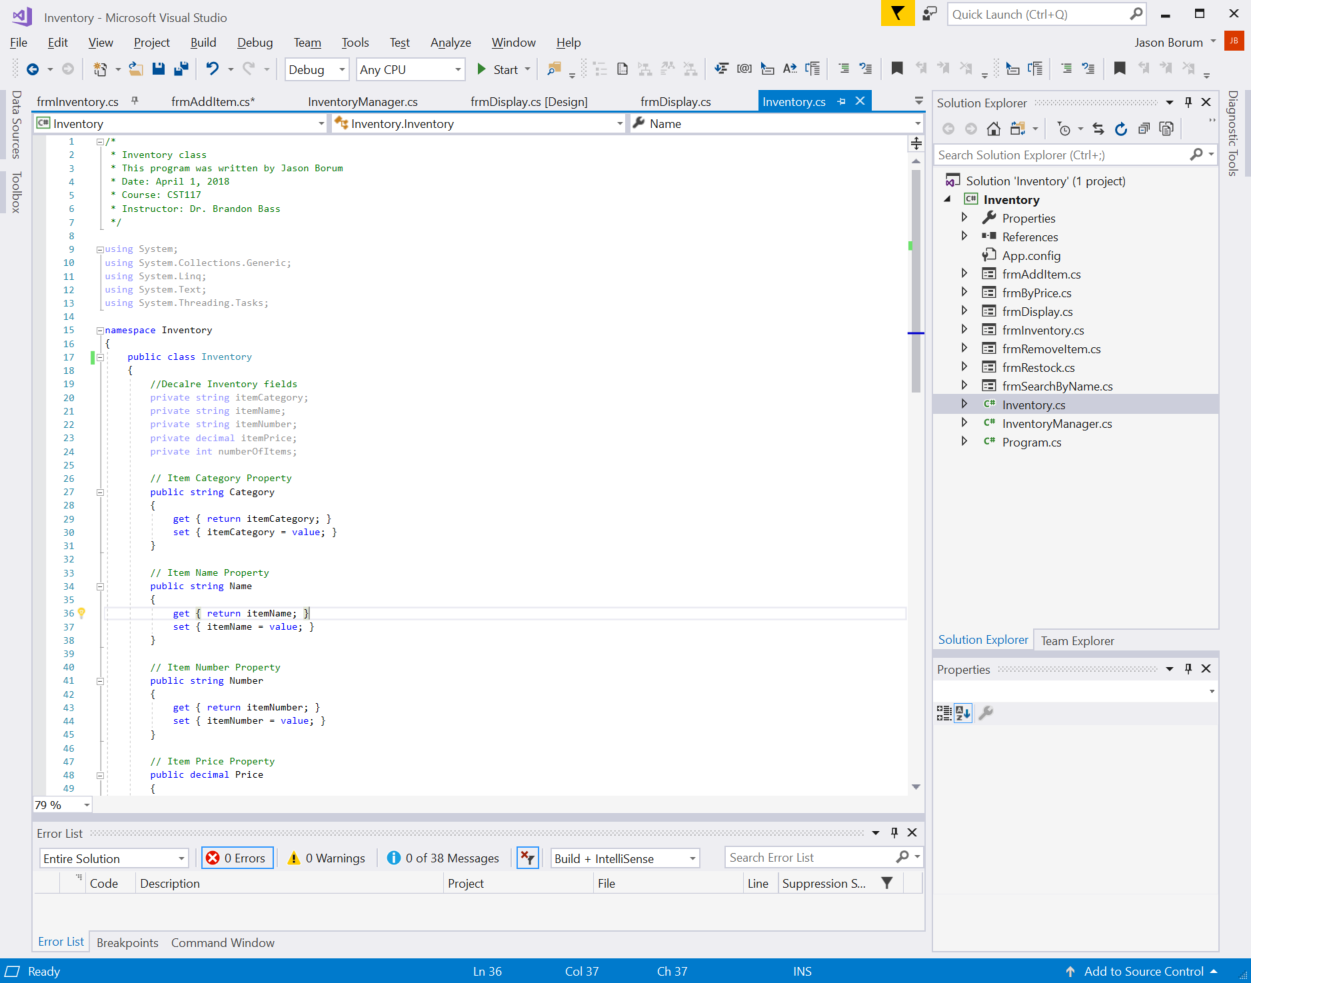 Inventory - Microsoft Visual Studio
Quick Launch (Ctrl+Q)
File Edit View Project Build Debug Team Tools Test Analyze Window Help
Jason Borum JB
Debug Any CPU Start
Data Sources
Toolbox
Diagnostic Tools
frmInventory.cs frmAddItem.cs* InventoryManager.cs frmDisplay.cs [Design] frmDisplay.cs Inventory.cs
Inventory Inventory.Inventory Name
1 /*
2 * Inventory class
3 * This program was written by Jason Borum
4 * Date: April 1, 2018
5 * Course: CST117
6 * Instructor: Dr. Brandon Bass
7 */
8
9 using System;
10 using System.Collections.Generic;
11 using System.Linq;
12 using System.Text;
13 using System.Threading.Tasks;
14
15 namespace Inventory
16 {
17 public class Inventory
18 {
19 //Decalre Inventory fields
20 private string itemCategory;
21 private string itemName;
22 private string itemNumber;
23 private decimal itemPrice;
24 private int numberOfItems;
25
26 // Item Category Property
27 public string Category
28 {
29 get { return itemCategory; }
30 set { itemCategory = value; }
31 }
32
33 // Item Name Property
34 public string Name
35 {
36 get { return itemName; }
37 set { itemName = value; }
38 }
39
40 // Item Number Property
41 public string Number
42 {
43 get { return itemNumber; }
44 set { itemNumber = value; }
45 }
46
47 // Item Price Property
48 public decimal Price
49 {
79 %
Solution Explorer
Search Solution Explorer (Ctrl+;)
Solution 'Inventory' (1 project)
C# Inventory
Properties
References
App.config
frmAddItem.cs
frmByPrice.cs
frmDisplay.cs
frmInventory.cs
frmRemoveItem.cs
frmRestock.cs
frmSearchByName.cs
C# Inventory.cs
C# InventoryManager.cs
C# Program.cs
Solution Explorer Team Explorer
Properties
Error List
Entire Solution 0 Errors 0 Warnings 0 of 38 Messages Build + IntelliSense Search Error List
Code Description Project File Line Suppression S...
Error List Breakpoints Command Window
Ready Ln 36 Col 37 Ch 37 INS Add to Source Control